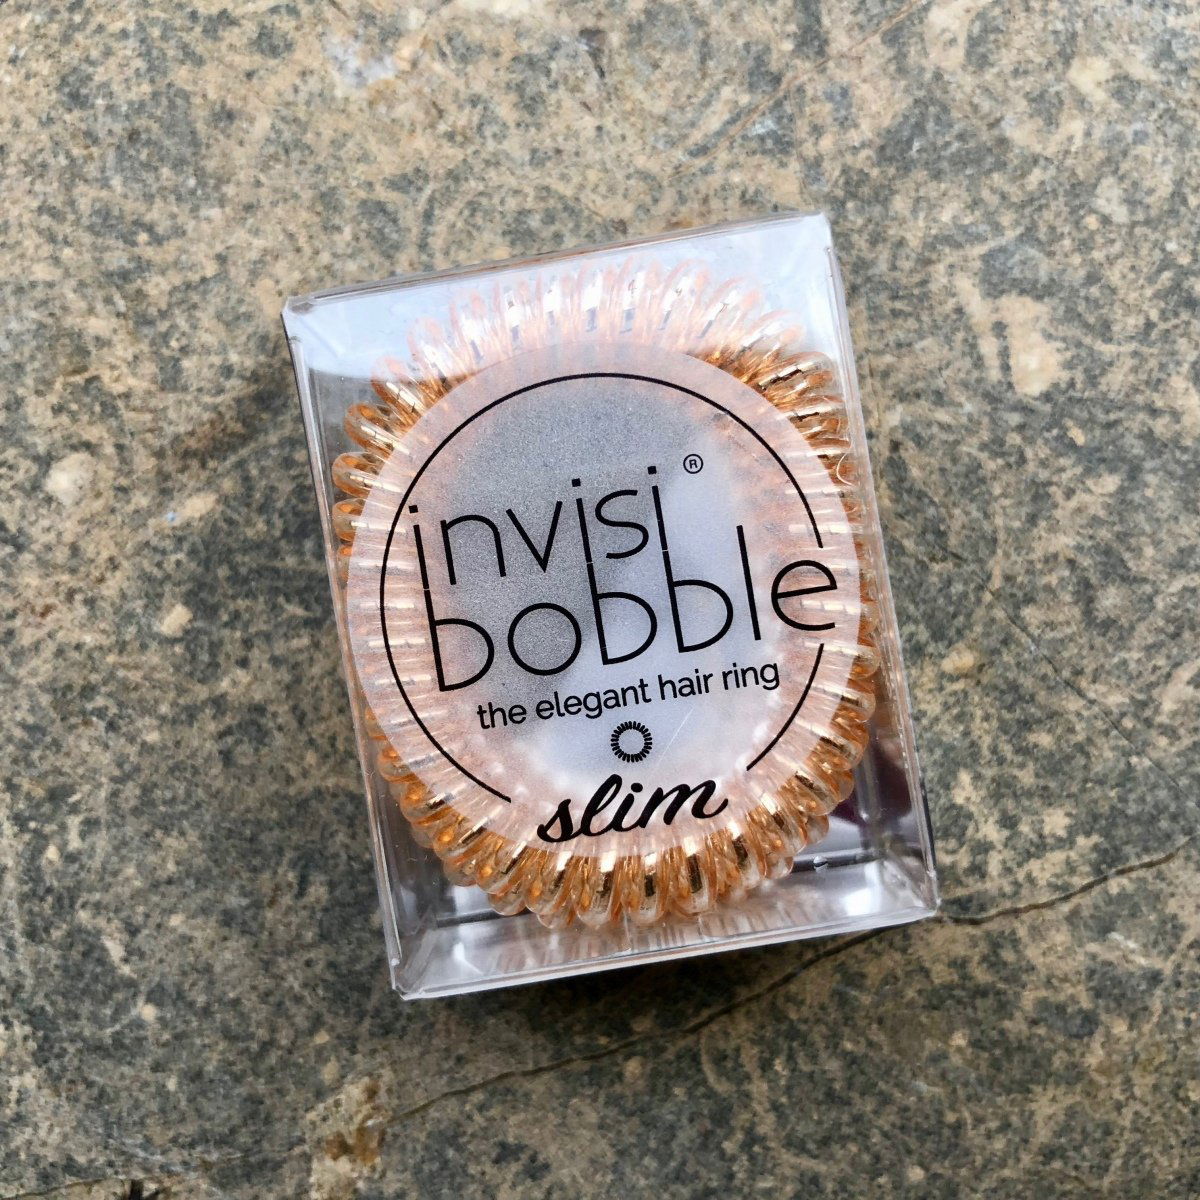 invisi®
bobble
the elegant hair ring
slim